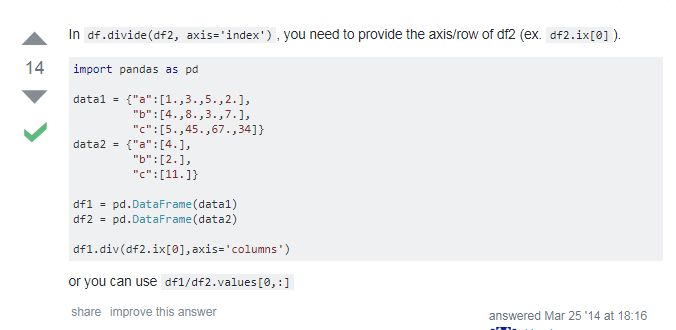 In df.divide(df2, axis='index') , you need to provide the axis/row of df2 (ex. df2.ix[0] ).
14
import pandas as pd
data1 = {"a":[1.,3.,5.,2.],
"b":[4.,8.,3.,7.],
"c":[5.,45.,67.,34]}
data2 = {"a":[4.],
"b":[2.],
"c":[11.]}
df1 = pd.DataFrame(data1)
df2 = pd.DataFrame(data2)
df1.div(df2.ix[0],axis='columns')
or you can use df1/df2.values[0,:]
share improve this answer
answered Mar 25 '14 at 18:16